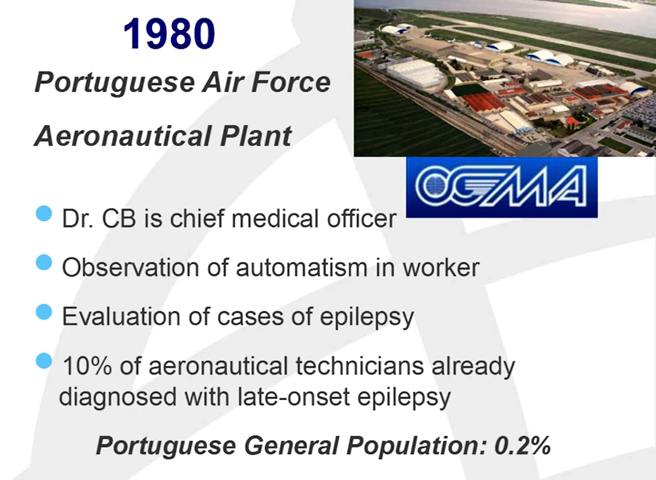 1980
Portuguese Air Force
Aeronautical Plant
OGMA
Dr. CB is chief medical officer
Observation of automatism in worker
Evaluation of cases of epilepsy
10% of aeronautical technicians already
diagnosed with late-onset epilepsy
Portuguese General Population: 0.2%